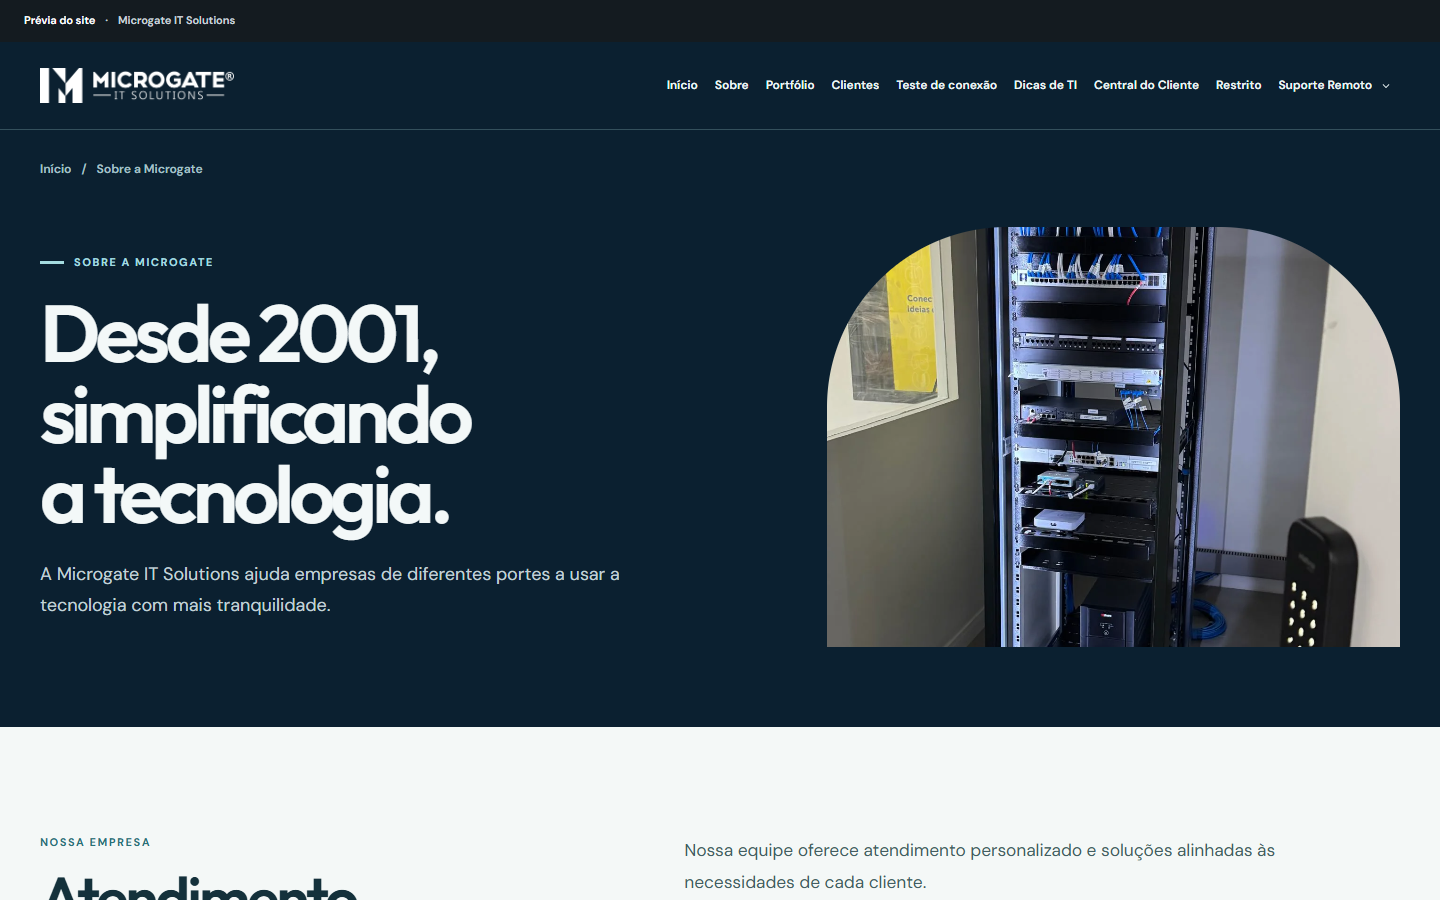 Prévia do site · Microgate IT Solutions
MICROGATE®
IT SOLUTIONS
Início Sobre Portfólio Clientes Teste de conexão Dicas de TI Central do Cliente Restrito Suporte Remoto
Início / Sobre a Microgate
SOBRE A MICROGATE
Desde 2001,
simplificando
a tecnologia.
A Microgate IT Solutions ajuda empresas de diferentes portes a usar a
tecnologia com mais tranquilidade.
Conec
Ideias
NOSSA EMPRESA
Atendimento
Nossa equipe oferece atendimento personalizado e soluções alinhadas às
necessidades de cada cliente.